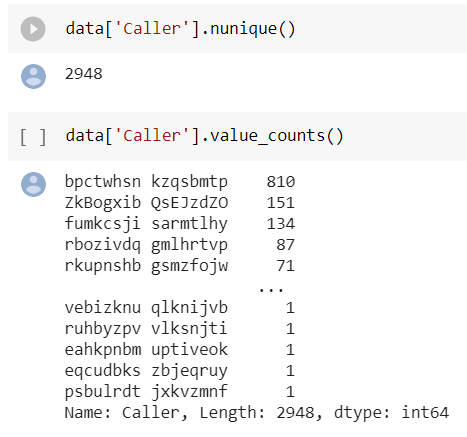 data['Caller'].nunique()
2948
[ ] data['Caller'].value_counts()
bpctwhsn kzqsbmtp    810
ZkBogxib QsEJzdZO    151
fumkcsji sarmtlhy    134
rbozivdq gmlhrtvp     87
rkupnshb gsmzfojw     71
...
vebizknu qlknijvb      1
ruhbyzpv vlksnjti      1
eahkpnbm uptiveok      1
eqcudbks zbjeqruy      1
psbulrdt jxkvzmnf      1
Name: Caller, Length: 2948, dtype: int64